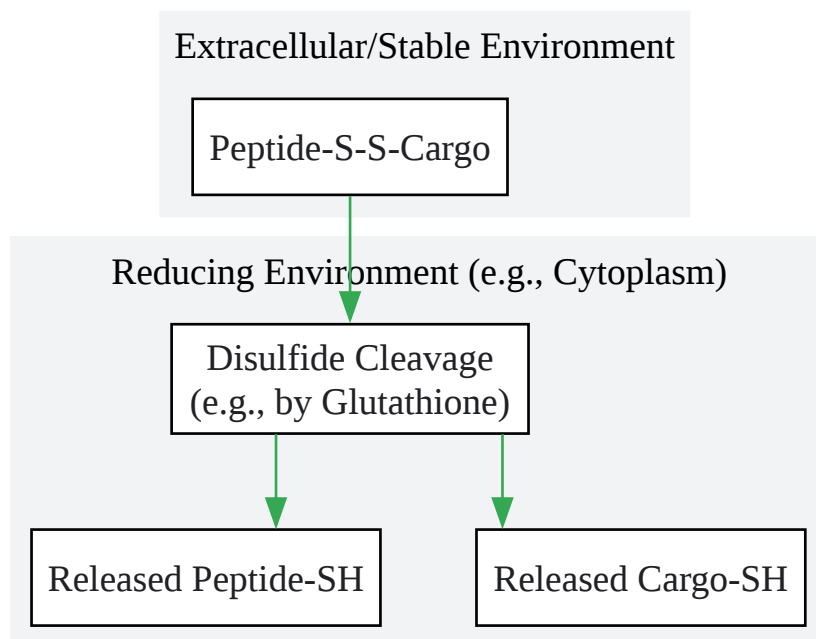 Extracellular/Stable Environment
Peptide-S-S-Cargo
Reducing Environment (e.g., Cytoplasm)
Disulfide Cleavage
(e.g., by Glutathione)
Released Peptide-SH
Released Cargo-SH